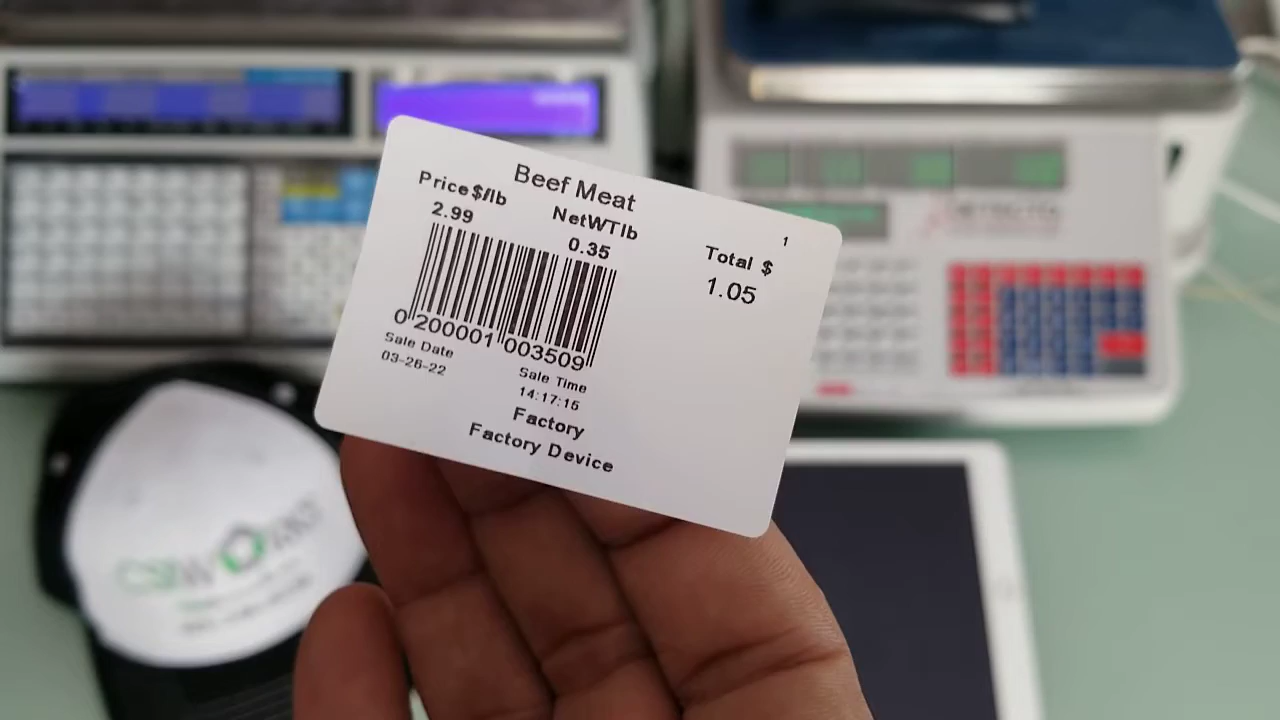 Beef Meat
1
Price$/lb NetWTlb Total $
2.99 0.35 1.05
0 200001 003509
Sale Date Sale Time
03-26-22 14:17:15
Factory
Factory Device